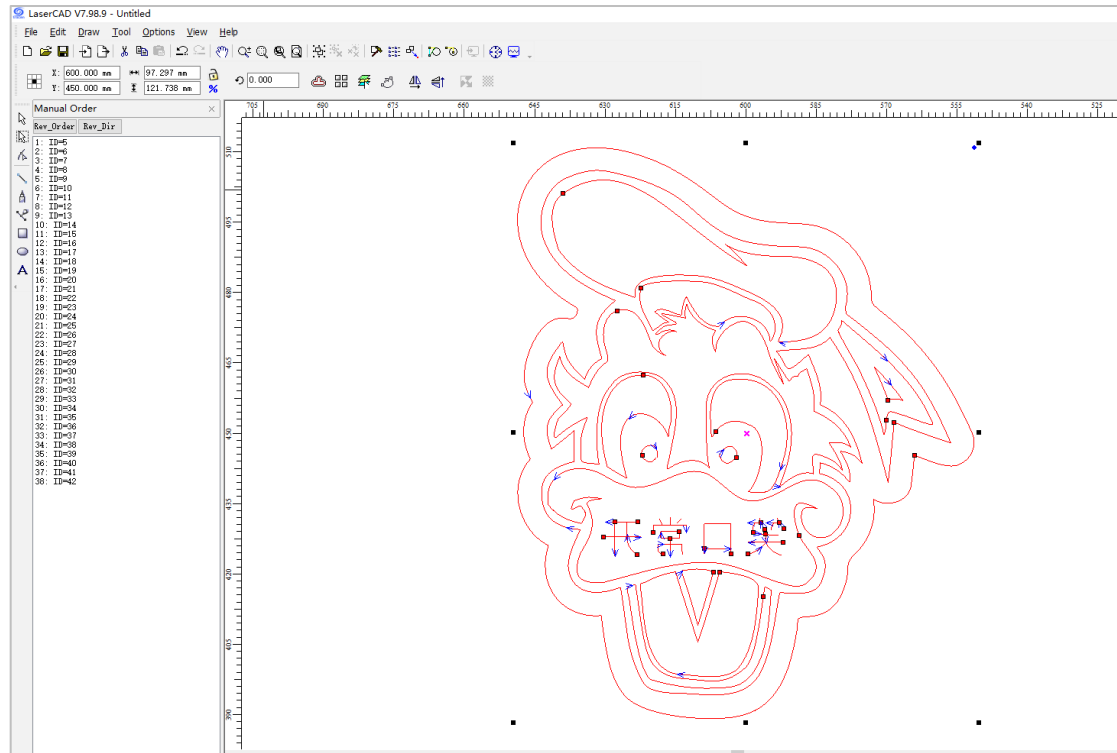 LaserCAD V7.98.9 - Untitled
File Edit Draw Tool Options View Help
X: 600.000 mm 97.297 mm 0.000
Y: 450.000 mm 121.738 mm %
Manual Order
Rev_Order Rev_Dir
705 690 675 660 645 630 615 600 585 570 555 540 525
1: ID=5
2: ID=6
3: ID=7
4: ID=8
5: ID=9
6: ID=10
7: ID=11
8: ID=12
9: ID=13
10: ID=14
11: ID=15
12: ID=16
13: ID=17
14: ID=18
15: ID=19
16: ID=20
17: ID=21
18: ID=22
19: ID=23
20: ID=24
21: ID=25
22: ID=26
23: ID=27
24: ID=28
25: ID=29
26: ID=30
27: ID=31
28: ID=32
29: ID=33
30: ID=34
31: ID=35
32: ID=36
33: ID=37
34: ID=38
35: ID=39
36: ID=40
37: ID=41
38: ID=42
A
510
495
480
465
450
435
420
405
390